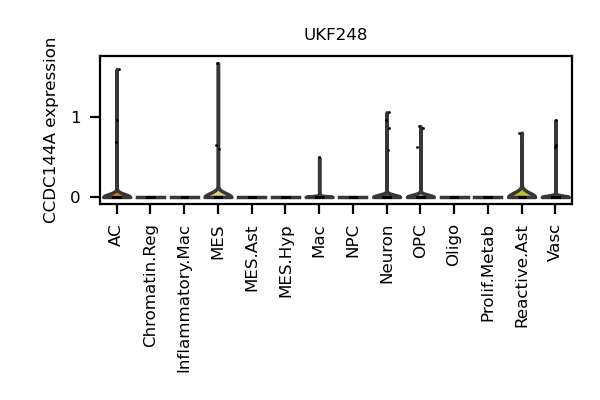 UKF248
CCDC144A expression
1
0
AC
Chromatin.Reg
Inflammatory.Mac
MES
MES.Ast
MES.Hyp
Mac
NPC
Neuron
OPC
Oligo
Prolif.Metab
Reactive.Ast
Vasc